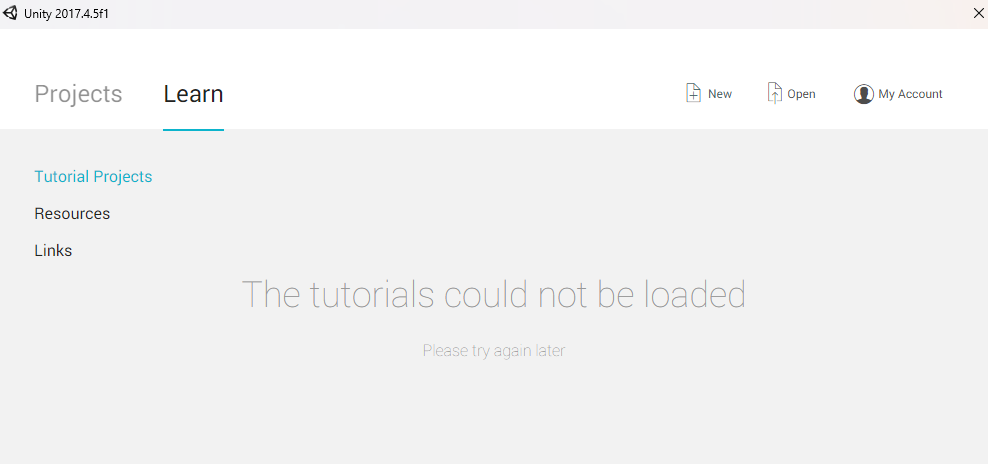 Unity 2017.4.5f1
Projects Learn New Open My Account
Tutorial Projects
Resources
Links
The tutorials could not be loaded
Please try again later